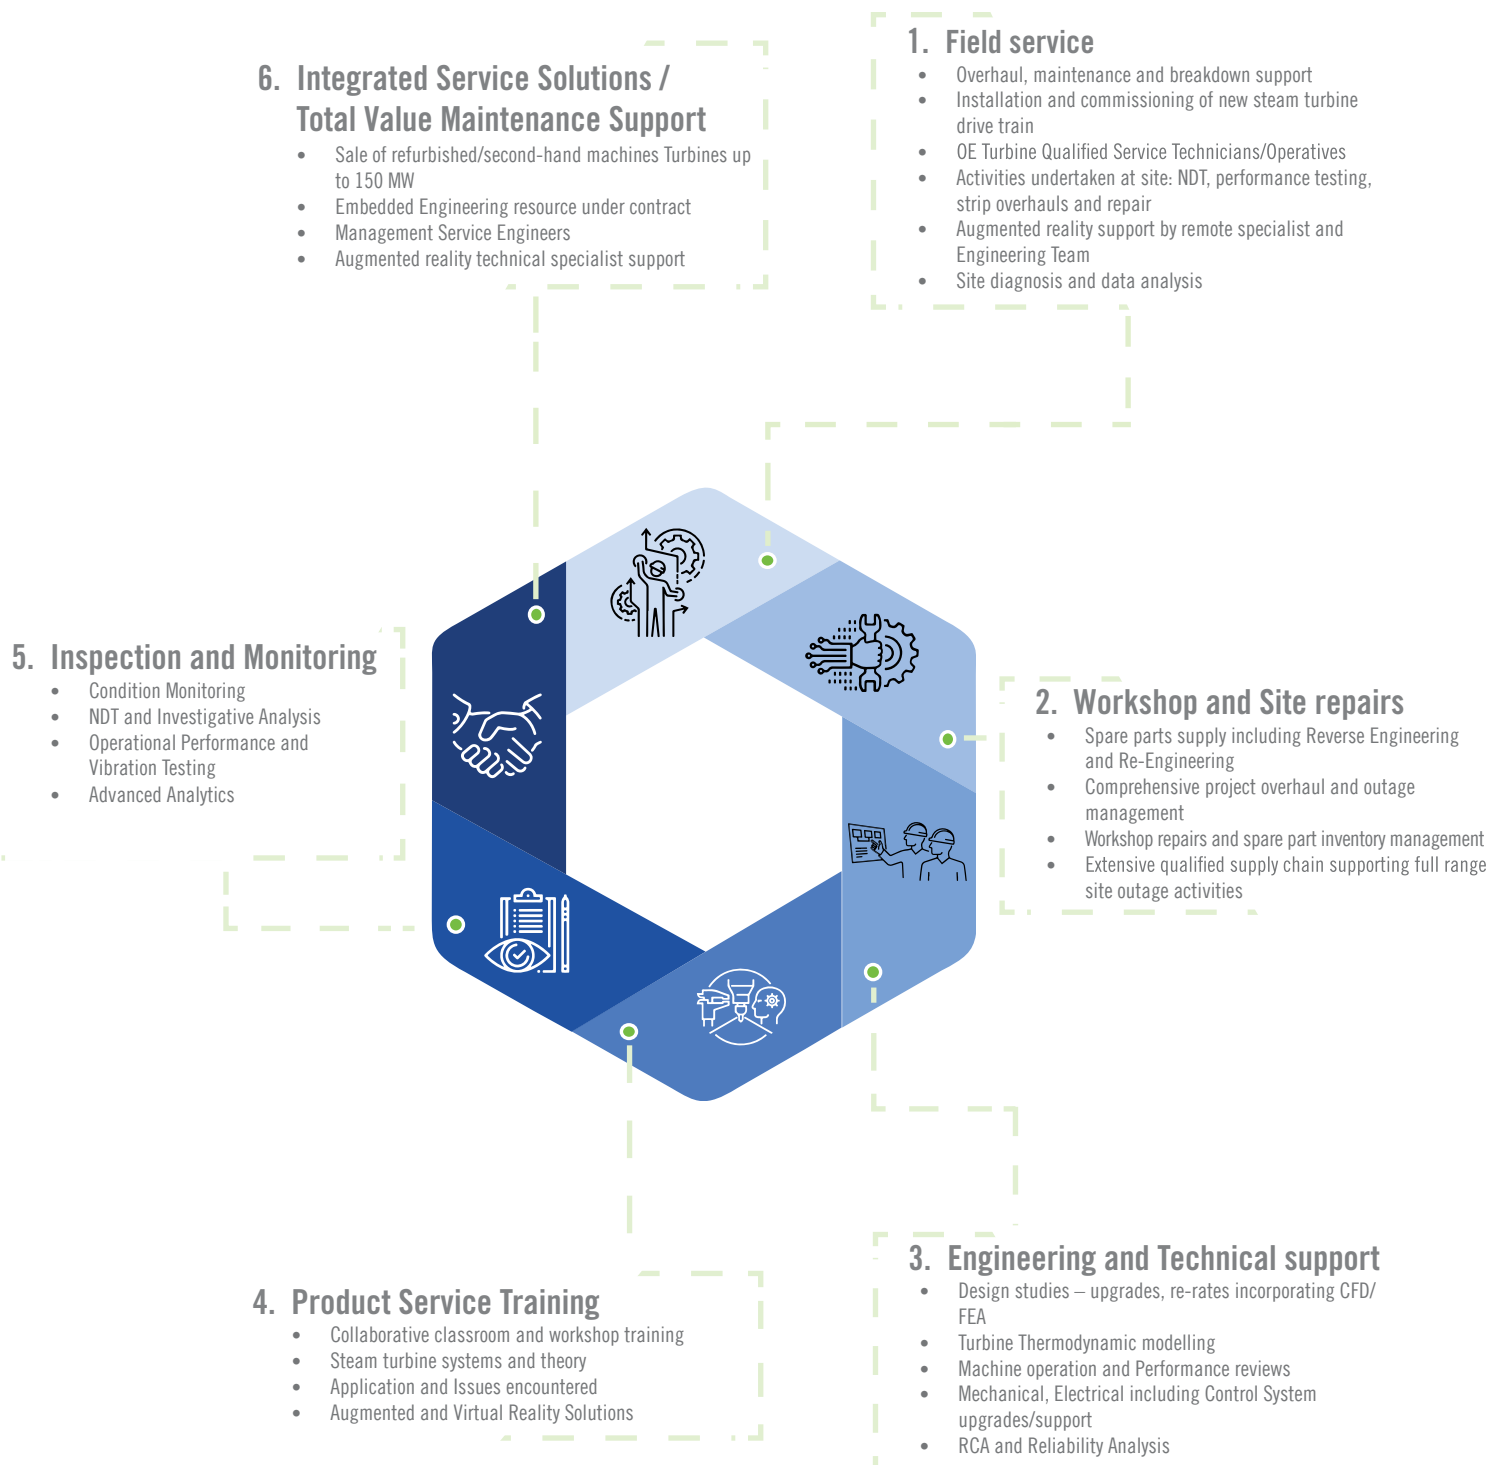 1. Field service
• Overhaul, maintenance and breakdown support
• Installation and commissioning of new steam turbine
drive train
• OE Turbine Qualified Service Technicians/Operatives
• Activities undertaken at site: NDT, performance testing,
strip overhauls and repair
• Augmented reality support by remote specialist and
Engineering Team
• Site diagnosis and data analysis
2. Workshop and Site repairs
• Spare parts supply including Reverse Engineering
and Re-Engineering
• Comprehensive project overhaul and outage
management
• Workshop repairs and spare part inventory management
• Extensive qualified supply chain supporting full range
site outage activities
3. Engineering and Technical support
• Design studies – upgrades, re-rates incorporating CFD/
FEA
• Turbine Thermodynamic modelling
• Machine operation and Performance reviews
• Mechanical, Electrical including Control System
upgrades/support
• RCA and Reliability Analysis
4. Product Service Training
• Collaborative classroom and workshop training
• Steam turbine systems and theory
• Application and Issues encountered
• Augmented and Virtual Reality Solutions
5. Inspection and Monitoring
• Condition Monitoring
• NDT and Investigative Analysis
• Operational Performance and
Vibration Testing
• Advanced Analytics
6. Integrated Service Solutions /
Total Value Maintenance Support
• Sale of refurbished/second-hand machines Turbines up
to 150 MW
• Embedded Engineering resource under contract
• Management Service Engineers
• Augmented reality technical specialist support